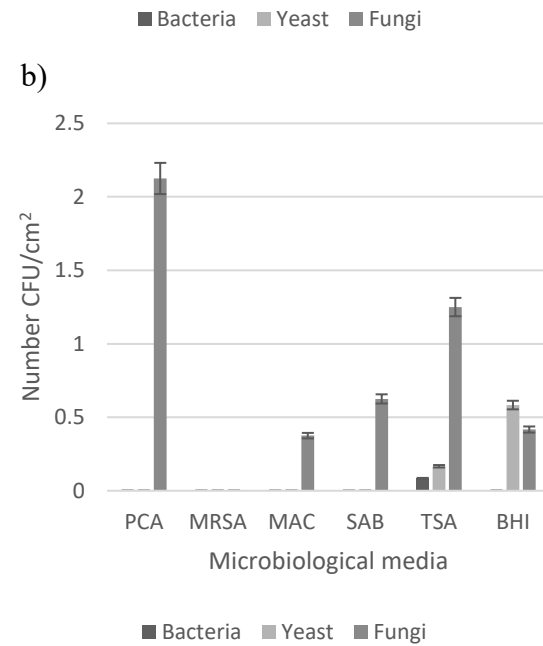 Bacteria Yeast Fungi
b)
2.5
2
1.5
1
0.5
0
Number CFU/cm²
PCA MRSA MAC SAB TSA BHI
Microbiological media
Bacteria Yeast Fungi